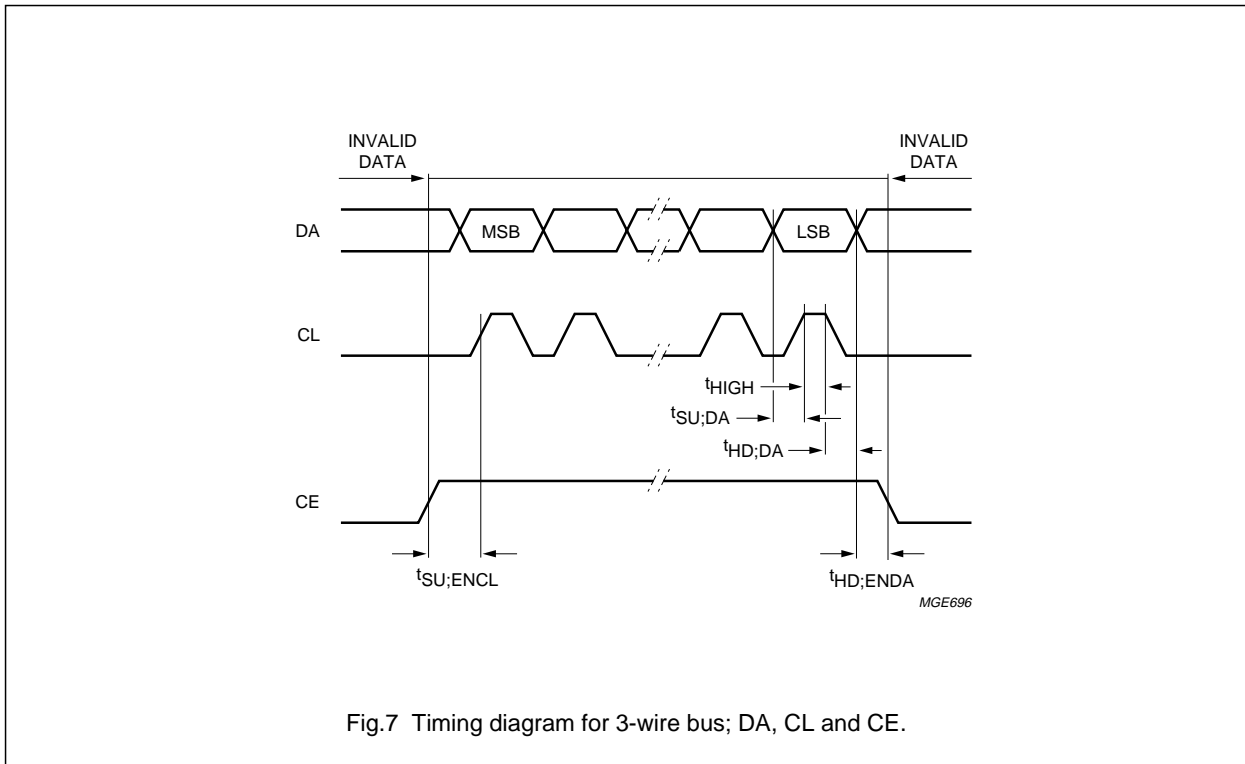 INVALID
DATA
INVALID
DATA
DA
MSB
LSB
CL
tHIGH
tSU;DA
tHD;DA
CE
tSU;ENCL
tHD;ENDA
MGE696
Fig.7 Timing diagram for 3-wire bus; DA, CL and CE.